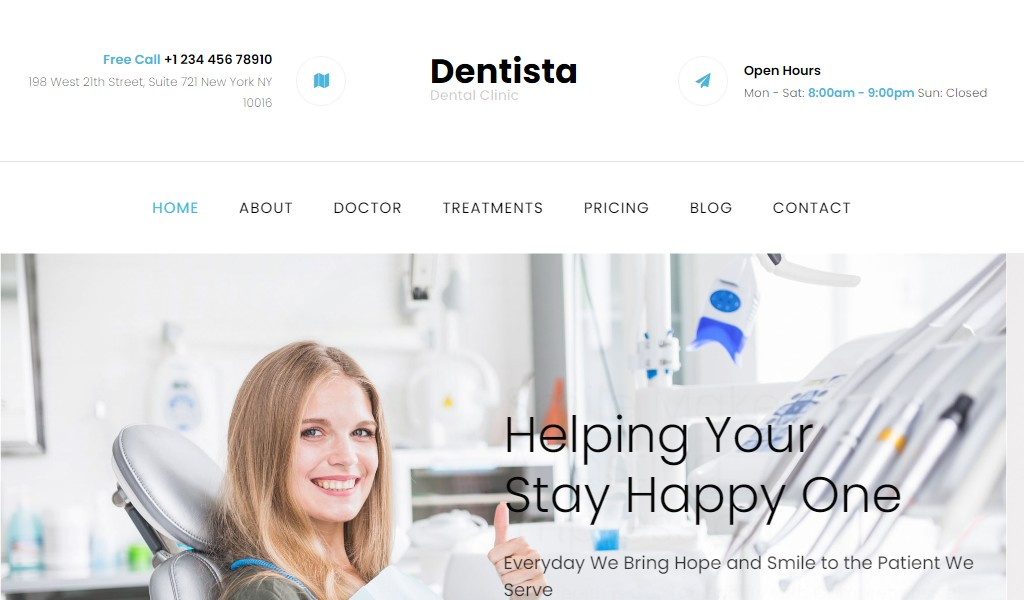 Free Call +1 234 456 78910
198 West 21th Street, Suite 721 New York NY
10016
Dentista
Dental Clinic
Open Hours
Mon - Sat: 8:00am - 9:00pm Sun: Closed
HOME ABOUT DOCTOR TREATMENTS PRICING BLOG CONTACT
Helping Your
Stay Happy One
Everyday We Bring Hope and Smile to the Patient We
Serve